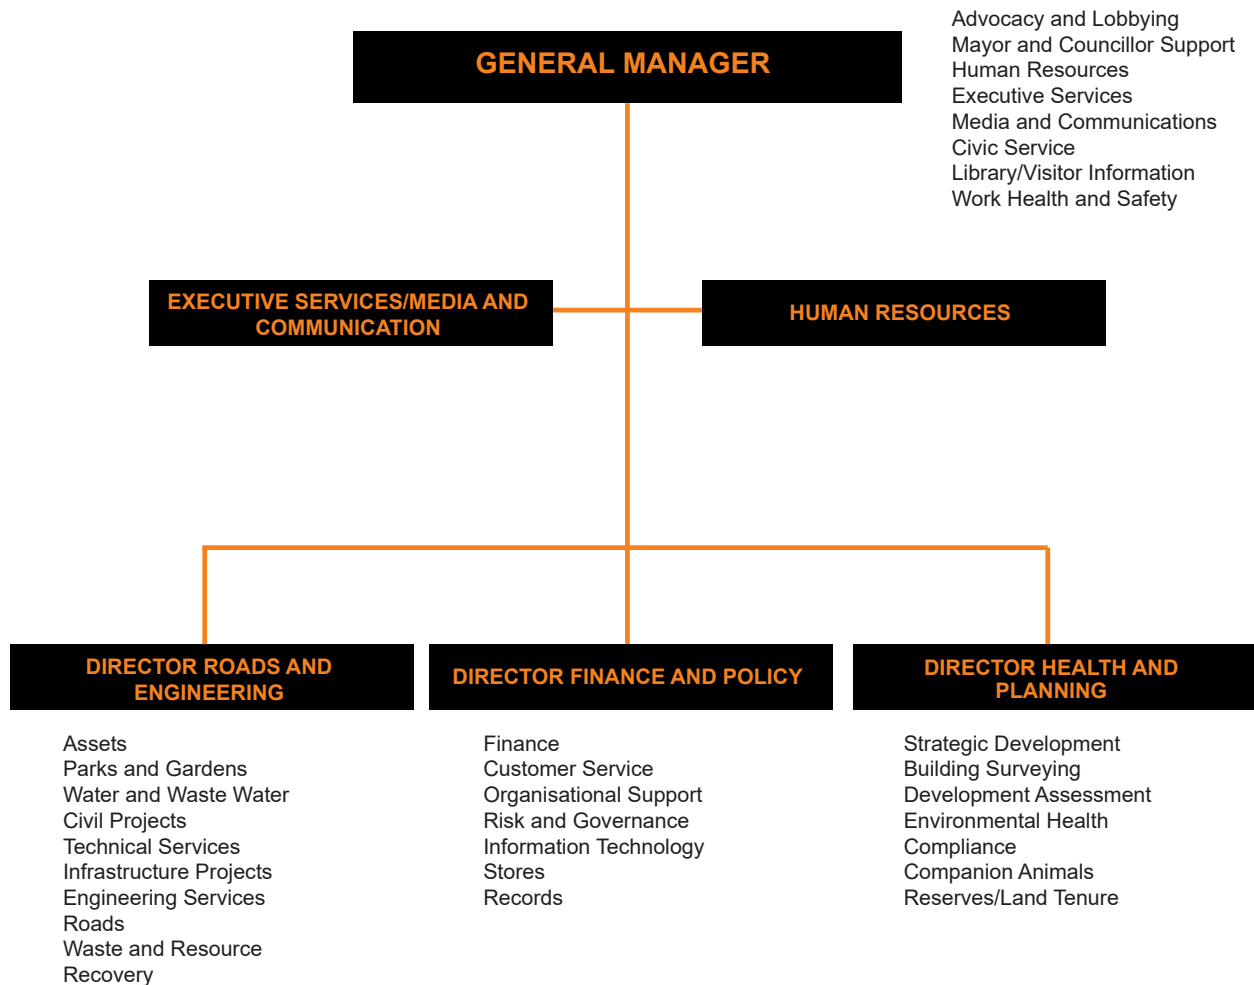 GENERAL MANAGER
Advocacy and Lobbying
Mayor and Councillor Support
Human Resources
Executive Services
Media and Communications
Civic Service
Library/Visitor Information
Work Health and Safety
EXECUTIVE SERVICES/MEDIA AND
COMMUNICATION
HUMAN RESOURCES
DIRECTOR ROADS AND
ENGINEERING
Assets
Parks and Gardens
Water and Waste Water
Civil Projects
Technical Services
Infrastructure Projects
Engineering Services
Roads
Waste and Resource
Recovery
DIRECTOR FINANCE AND POLICY
Finance
Customer Service
Organisational Support
Risk and Governance
Information Technology
Stores
Records
DIRECTOR HEALTH AND
PLANNING
Strategic Development
Building Surveying
Development Assessment
Environmental Health
Compliance
Companion Animals
Reserves/Land Tenure